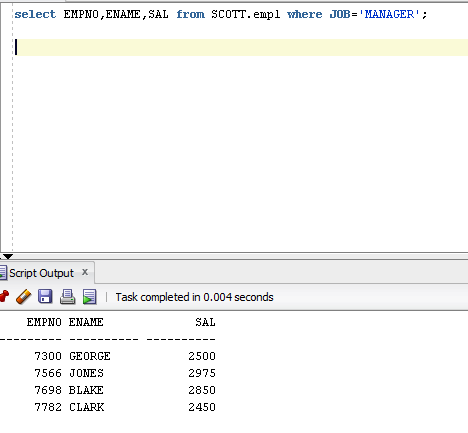 select EMPNO,ENAME,SAL from SCOTT.empl where JOB='MANAGER';
Script Output x
Task completed in 0.004 seconds
EMPNO ENAME SAL
---------- ---------- ----------
7300 GEORGE 2500
7566 JONES 2975
7698 BLAKE 2850
7782 CLARK 2450